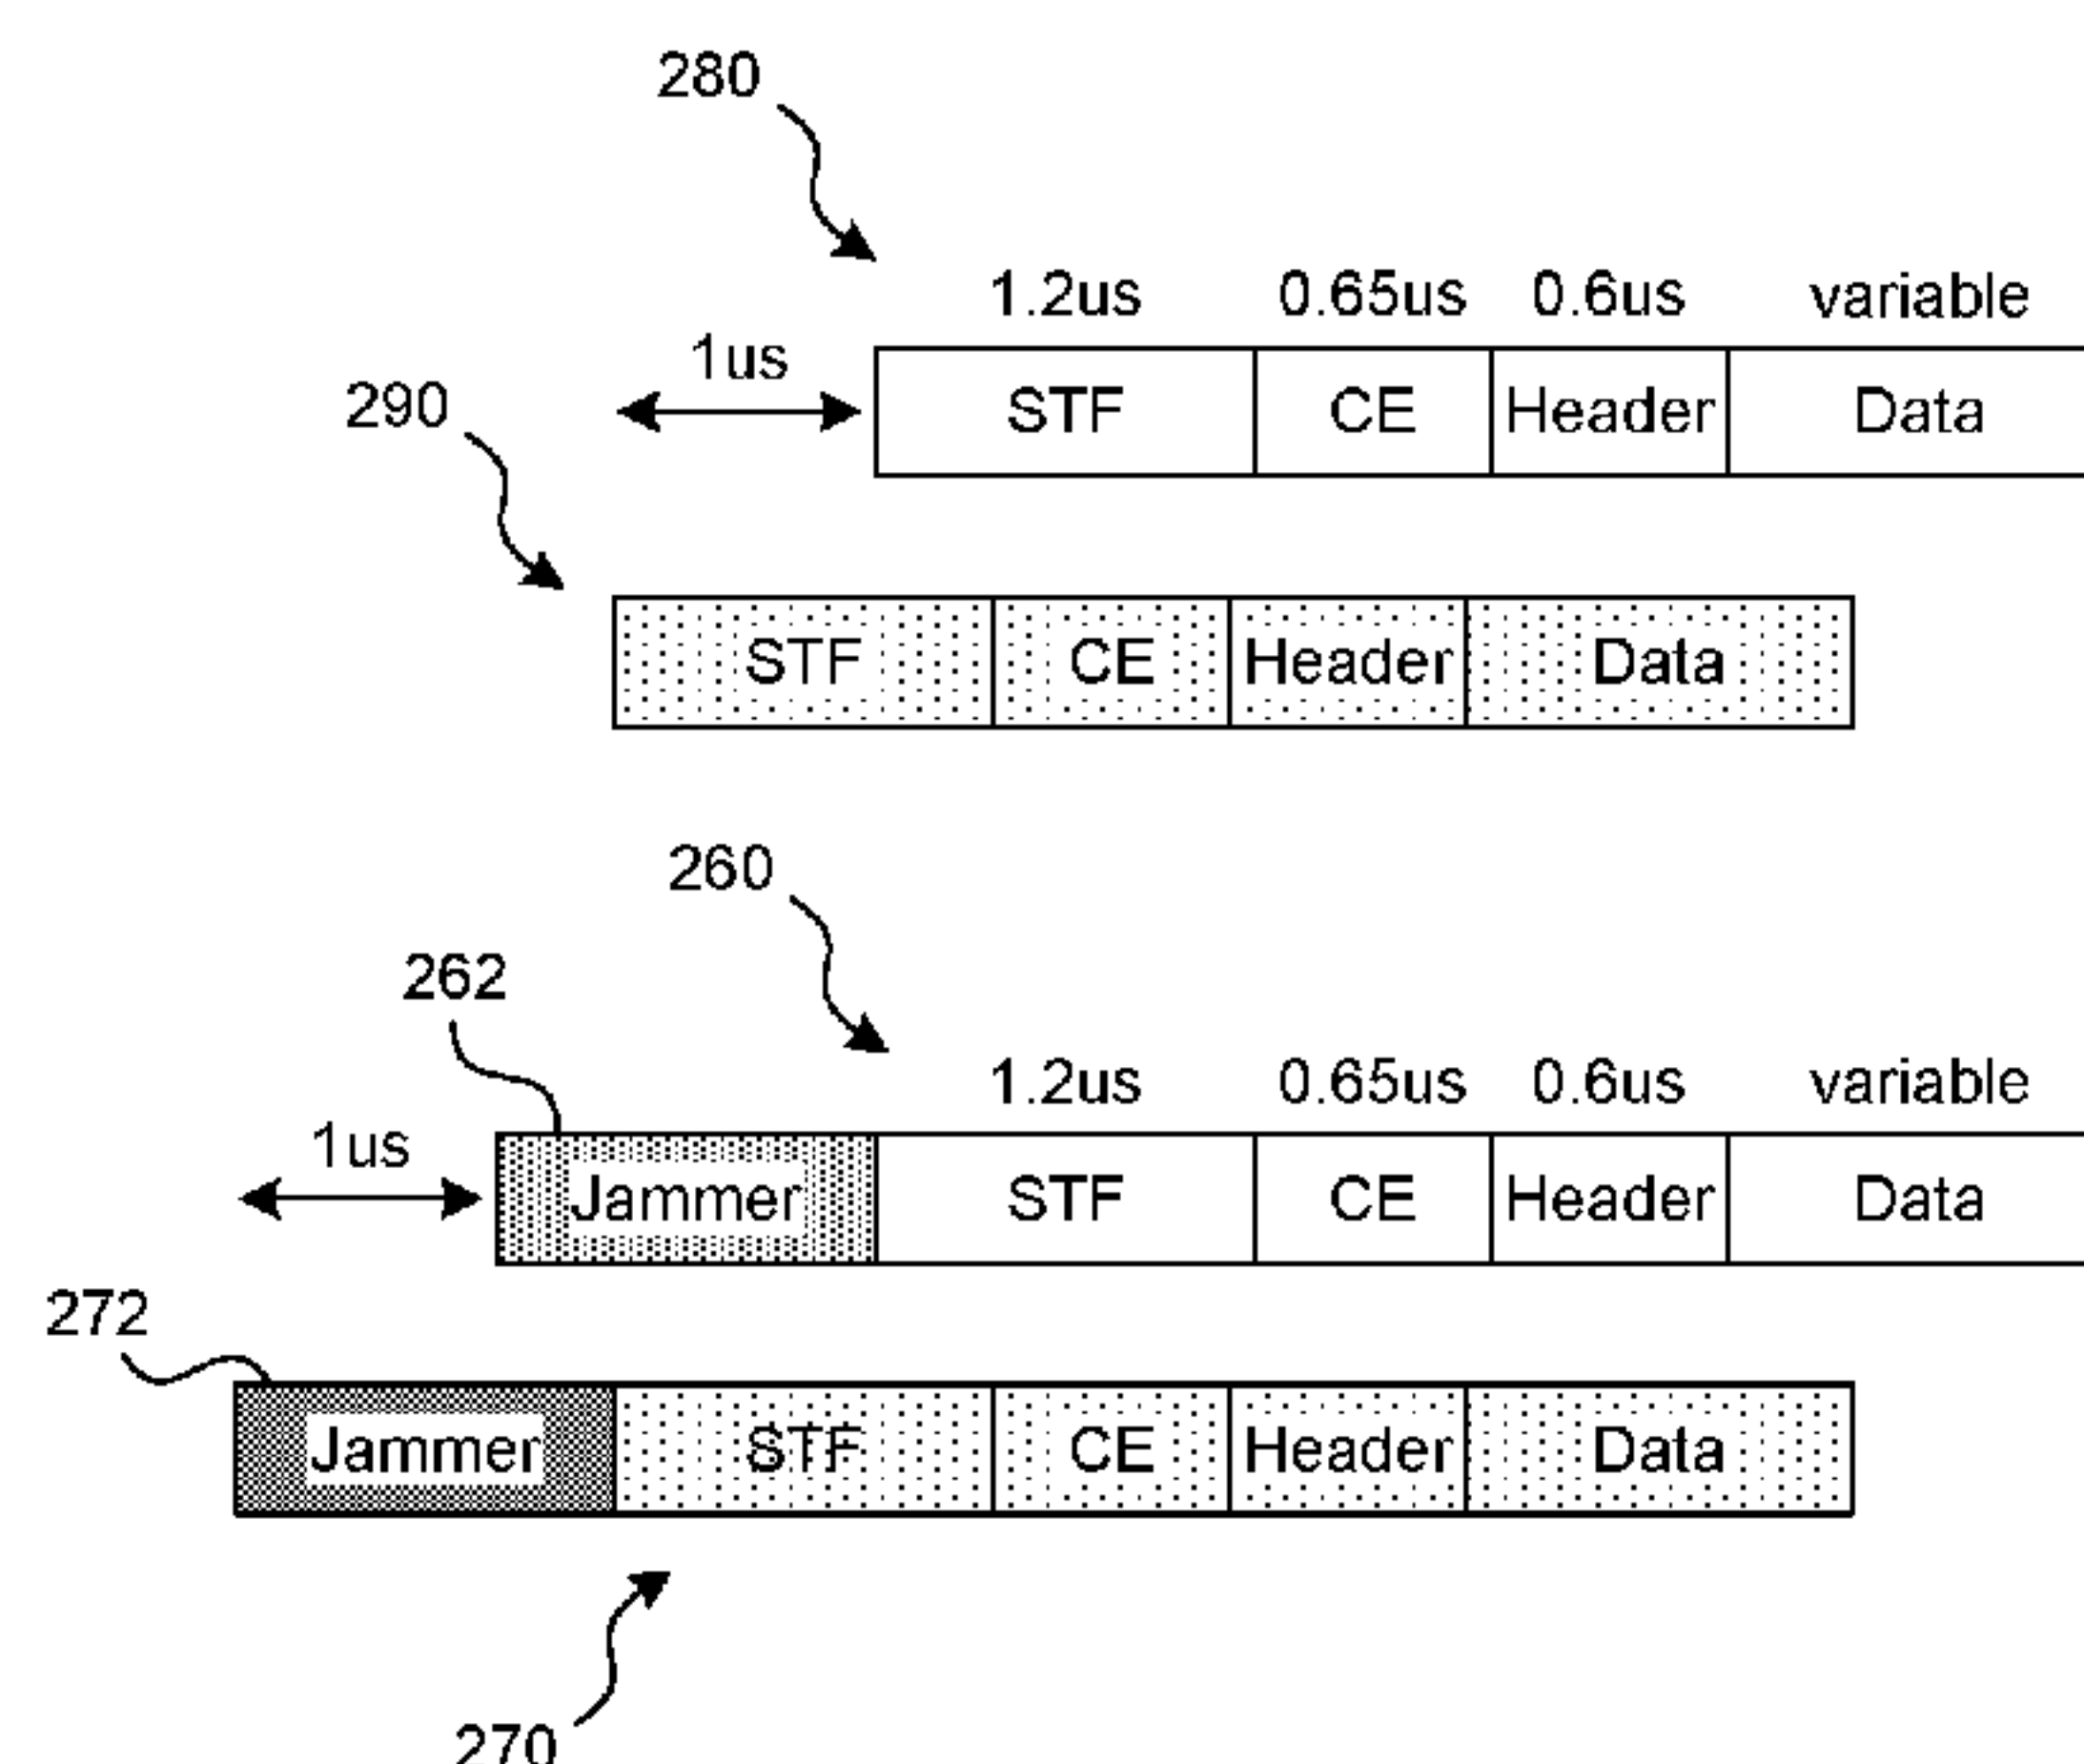 280
1.2us 0.65us 0.6us variable
1us
STF CE Header Data
290
STF CE Header Data
260
262
1.2us 0.65us 0.6us variable
1us
Jammer STF CE Header Data
272
Jammer STF CE Header Data
270